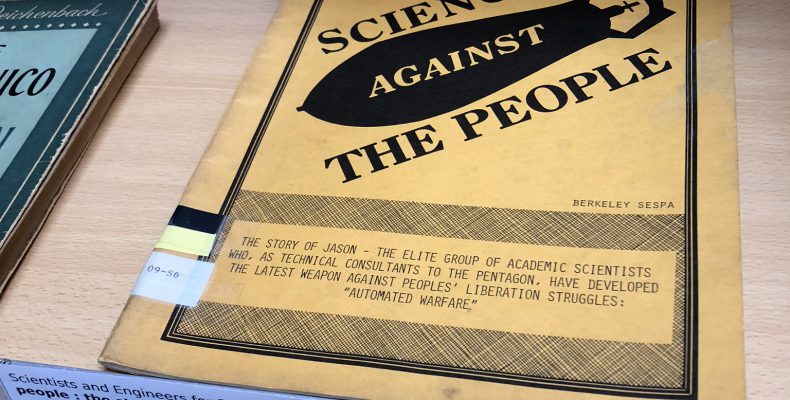 Reichenbach
SCIENC
AGAINST
THE PEOPLE
BERKELEY SESPA
THE STORY OF JASON – THE ELITE GROUP OF ACADEMIC SCIENTISTS
WHO, AS TECHNICAL CONSULTANTS TO THE PENTAGON, HAVE DEVELOPED
THE LATEST WEAPON AGAINST PEOPLES' LIBERATION STRUGGLES:
"AUTOMATED WARFARE"
09-86
Scientists and Engineers for
people : the